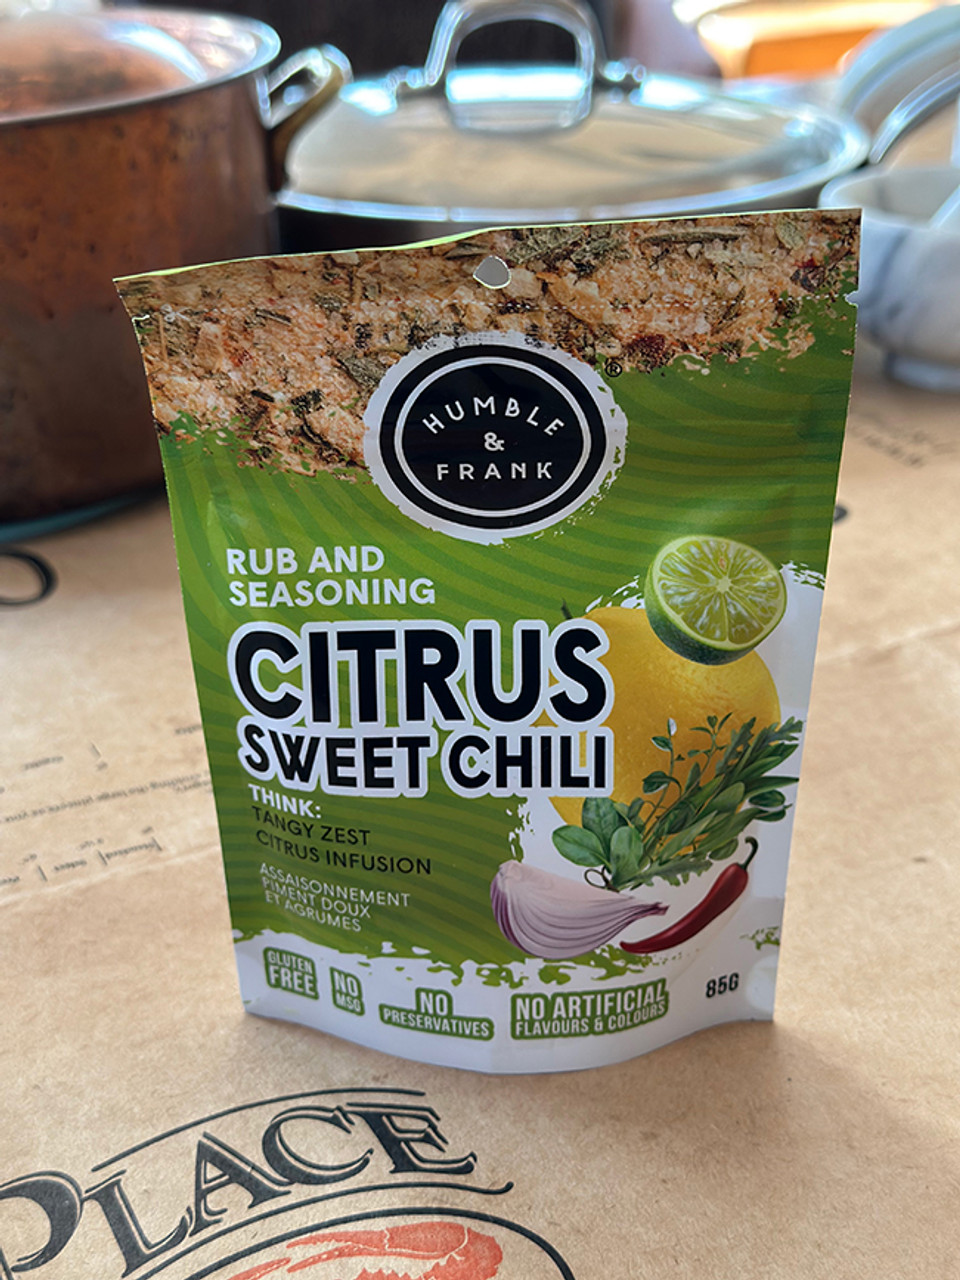 HUMBLE
&
FRANK
®
RUB AND
SEASONING
CITRUS
SWEET CHILI
THINK:
TANGY ZEST
CITRUS INFUSION
ASSAISONNEMENT
PIMENT DOUX
ET AGRUMES
GLUTEN
FREE
NO
MSG
NO
PRESERVATIVES
NO ARTIFICIAL
FLAVOURS & COLOURS
85G
PLACE